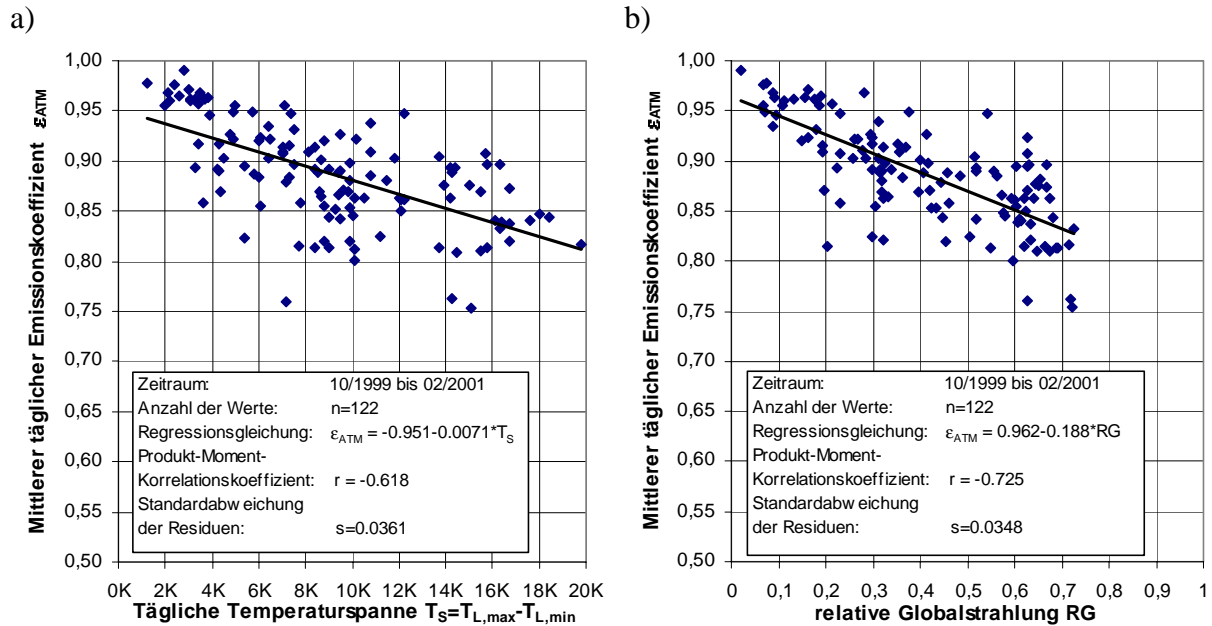 a)
Mittlerer täglicher Emissionskoeffizient εATM
1,00
0,95
0,90
0,85
0,80
0,75
0,70
0,65
0,60
0,55
0,50
Zeitraum: 10/1999 bis 02/2001
Anzahl der Werte: n=122
Regressionsgleichung: εATM = -0.951-0.0071*TS
Produkt-Moment-
Korrelationskoeffizient: r = -0.618
Standardabw eichung
der Residuen: s=0.0361
0K 2K 4K 6K 8K 10K 12K 14K 16K 18K 20K
Tägliche Temperaturspanne TS=TL,max-TL,min
b)
Mittlerer täglicher Emissionskoeffizient εATM
1,00
0,95
0,90
0,85
0,80
0,75
0,70
0,65
0,60
0,55
0,50
Zeitraum: 10/1999 bis 02/2001
Anzahl der Werte: n=122
Regressionsgleichung: εATM = 0.962-0.188*RG
Produkt-Moment-
Korrelationskoeffizient: r = -0.725
Standardabw eichung
der Residuen: s=0.0348
0 0,1 0,2 0,3 0,4 0,5 0,6 0,7 0,8 0,9 1
relative Globalstrahlung RG